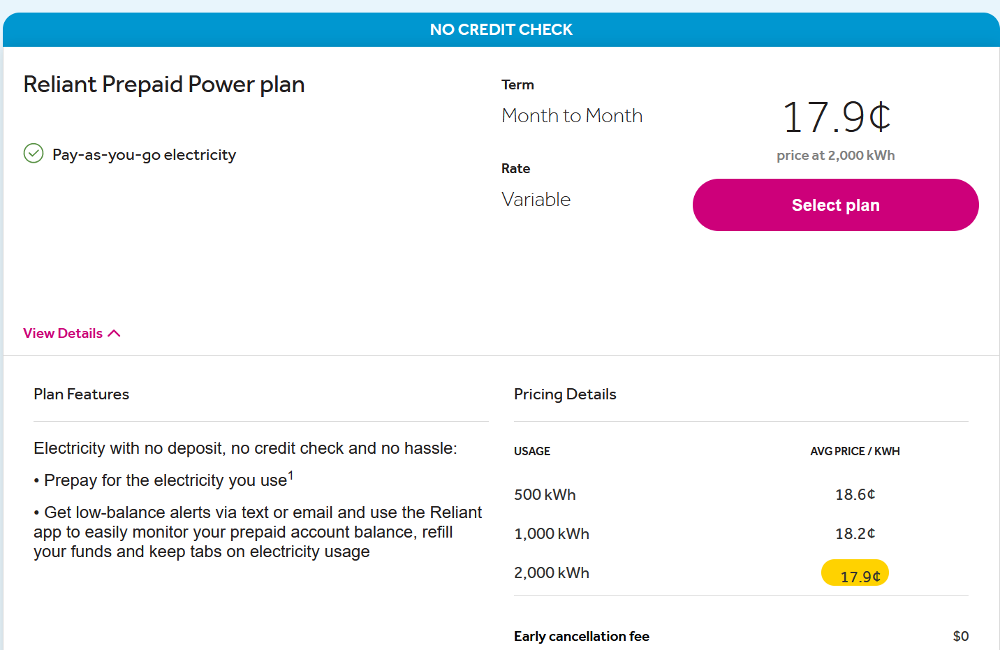 NO CREDIT CHECK
Reliant Prepaid Power plan
Pay-as-you-go electricity
Term
Month to Month
Rate
Variable
17.9¢
price at 2,000 kWh
Select plan
View Details
Plan Features
Electricity with no deposit, no credit check and no hassle:
• Prepay for the electricity you use¹
• Get low-balance alerts via text or email and use the Reliant
app to easily monitor your prepaid account balance, refill
your funds and keep tabs on electricity usage
Pricing Details
USAGE AVG PRICE / KWH
500 kWh 18.6¢
1,000 kWh 18.2¢
2,000 kWh 17.9¢
Early cancellation fee $0